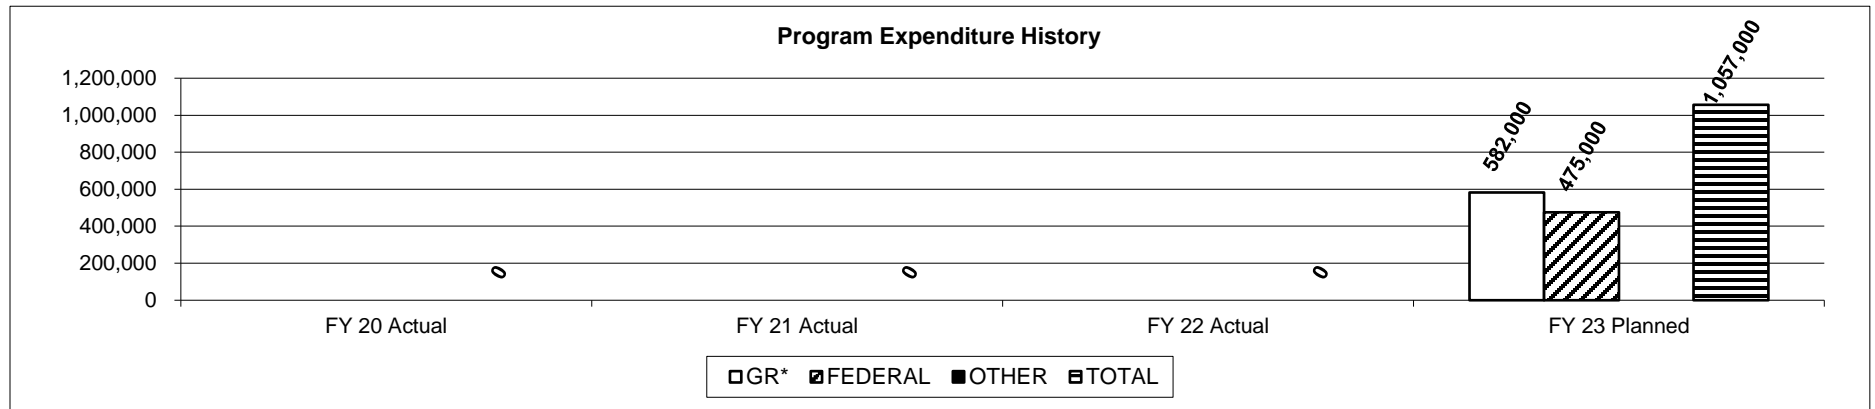 Program Expenditure History
1,200,000
1,000,000
800,000
600,000
400,000
200,000
0
0
0
0
582,000
475,000
1,057,000
FY 20 Actual
FY 21 Actual
FY 22 Actual
FY 23 Planned
GR* FEDERAL OTHER TOTAL